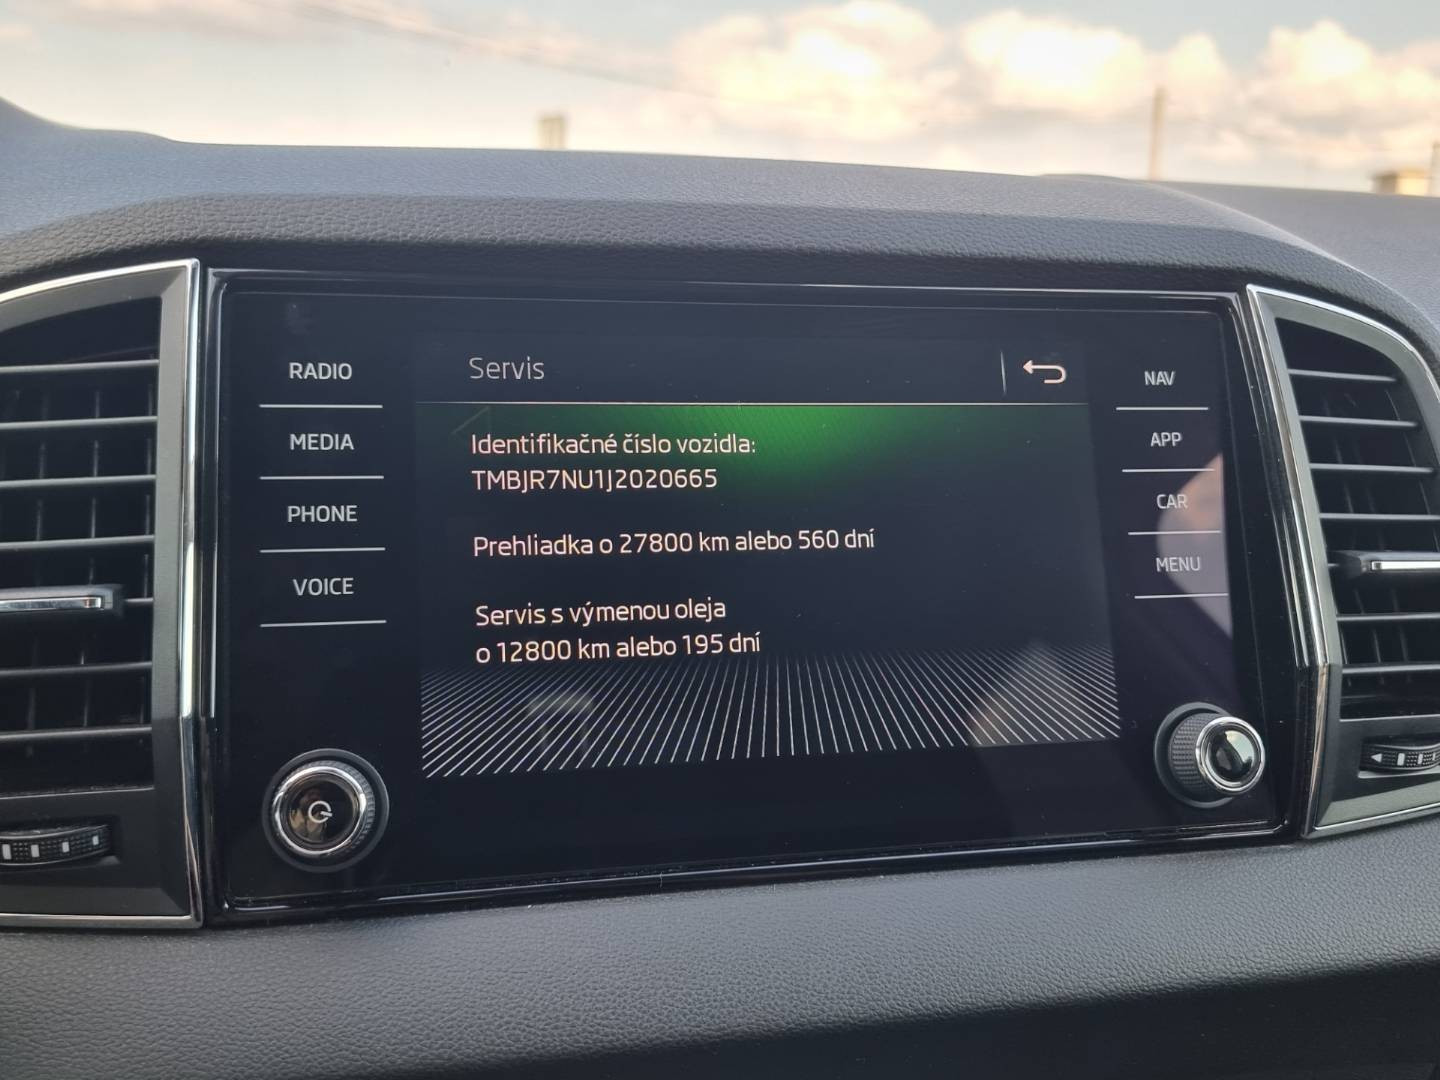 Servis
RADIO
MEDIA
PHONE
VOICE
Identifikačné číslo vozidla:
TMBJR7NU1J2020665
Prehliadka o 27800 km alebo 560 dní
Servis s výmenou oleja
o 12800 km alebo 195 dní
NAV
APP
CAR
MENU